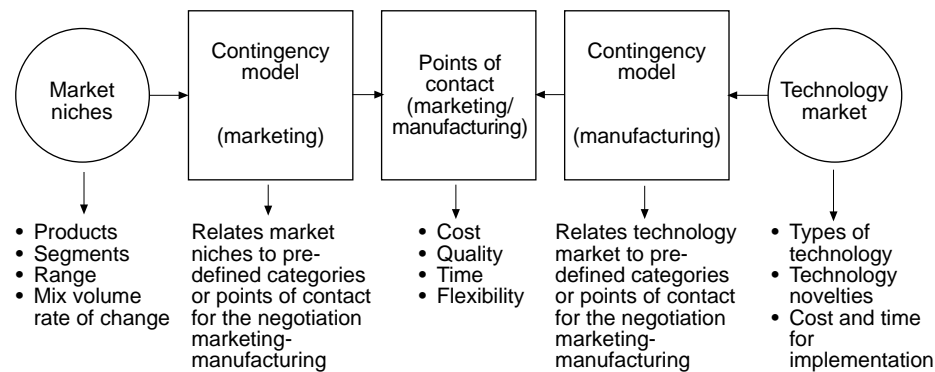 Market
niches
Contingency
model
(marketing)
Points of
contact
(marketing/
manufacturing)
Contingency
model
(manufacturing)
Technology
market
• Products
• Segments
• Range
• Mix volume
rate of change
Relates market
niches to pre-
defined categories
or points of contact
for the negotiation
marketing-
manufacturing
• Cost
• Quality
• Time
• Flexibility
Relates technology
market to pre-
defined categories
or points of contact
for the negotiation
marketing-
manufacturing
• Types of
technology
• Technology
novelties
• Cost and time
for
implementation